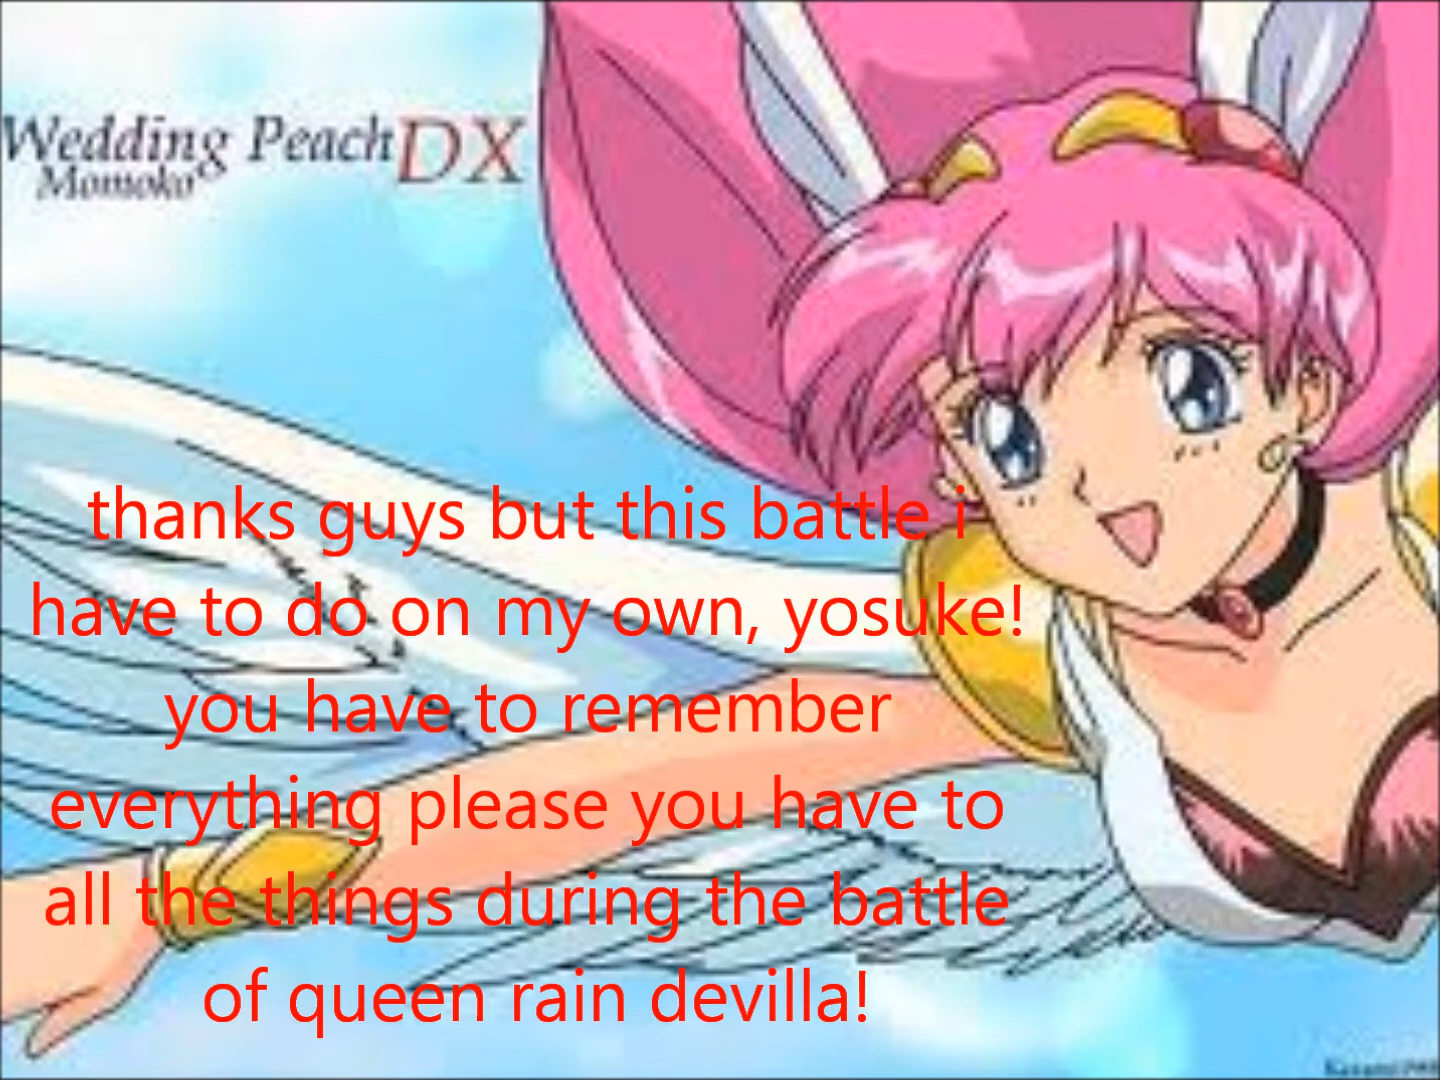 Wedding Peach DX
Momoko
thanks guys but this battle i
have to do on my own, yosuke!
you have to remember
everything please you have to
all the things during the battle
of queen rain devilla!